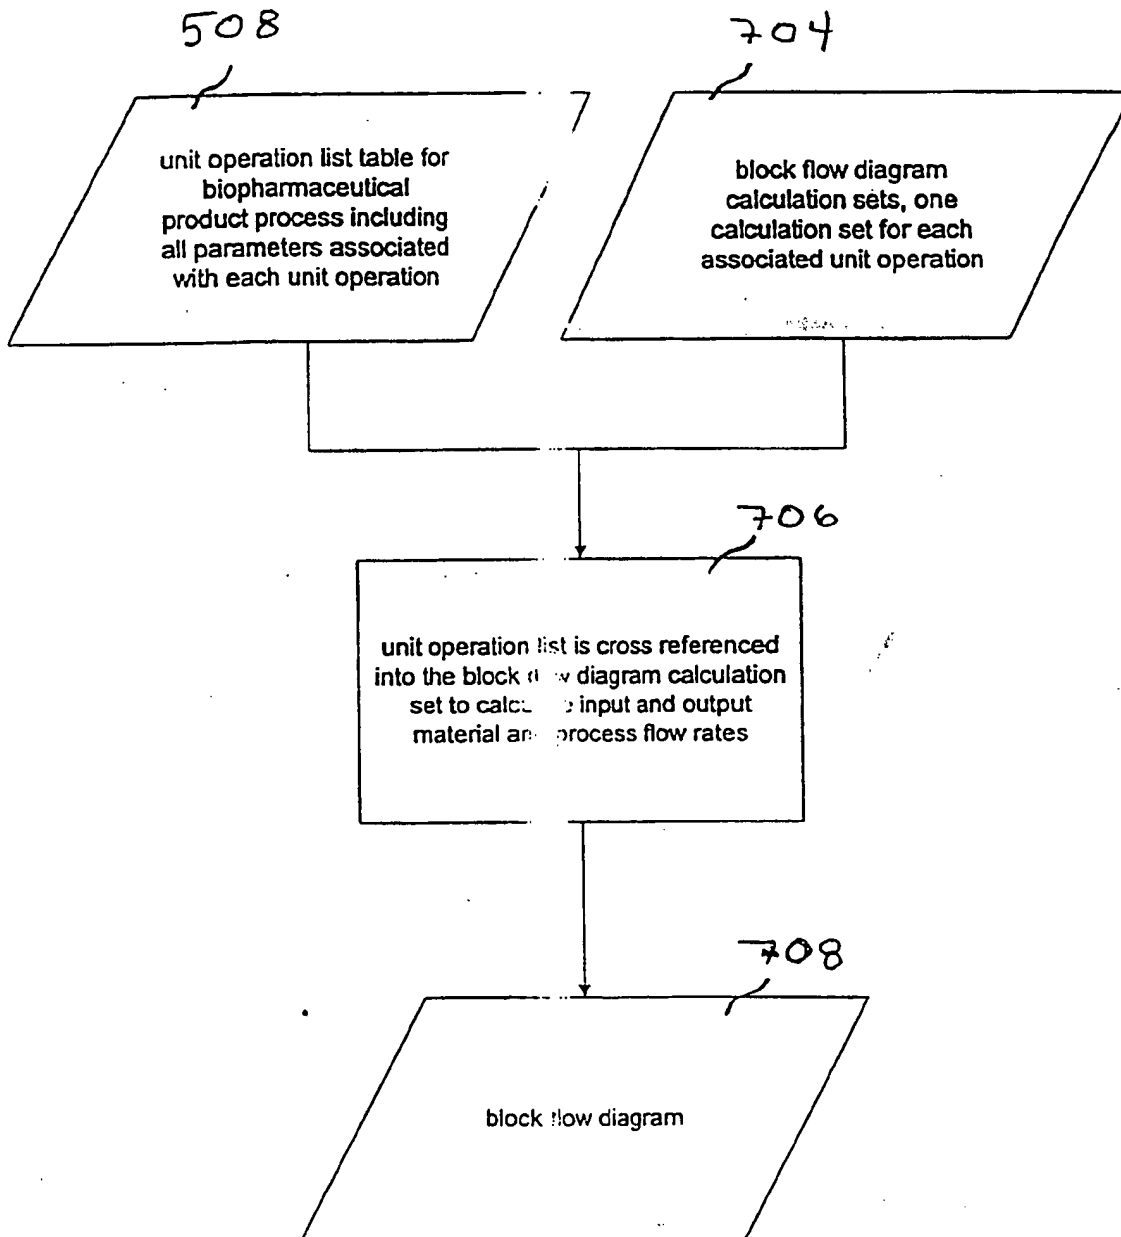 508
704
unit operation list table for
biopharmaceutical
product process including
all parameters associated
with each unit operation
block flow diagram
calculation sets, one
calculation set for each
associated unit operation
706
unit operation list is cross referenced
into the block diagram calculation
set to input and output
material process flow rates
708
block flow diagram